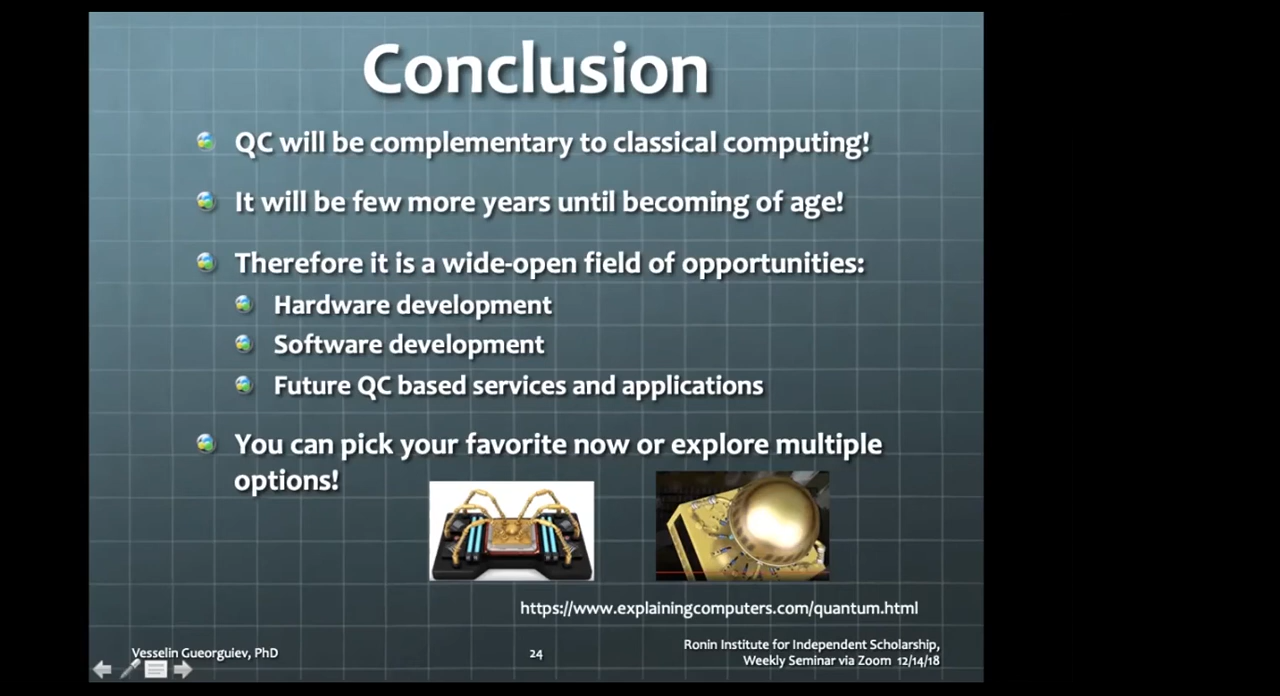 Conclusion
QC will be complementary to classical computing!
It will be few more years until becoming of age!
Therefore it is a wide-open field of opportunities:
Hardware development
Software development
Future QC based services and applications
You can pick your favorite now or explore multiple
options!
https://www.explainingcomputers.com/quantum.html
Vesselin Gueorguiev, PhD
24
Ronin Institute for Independent Scholarship,
Weekly Seminar via Zoom 12/14/18